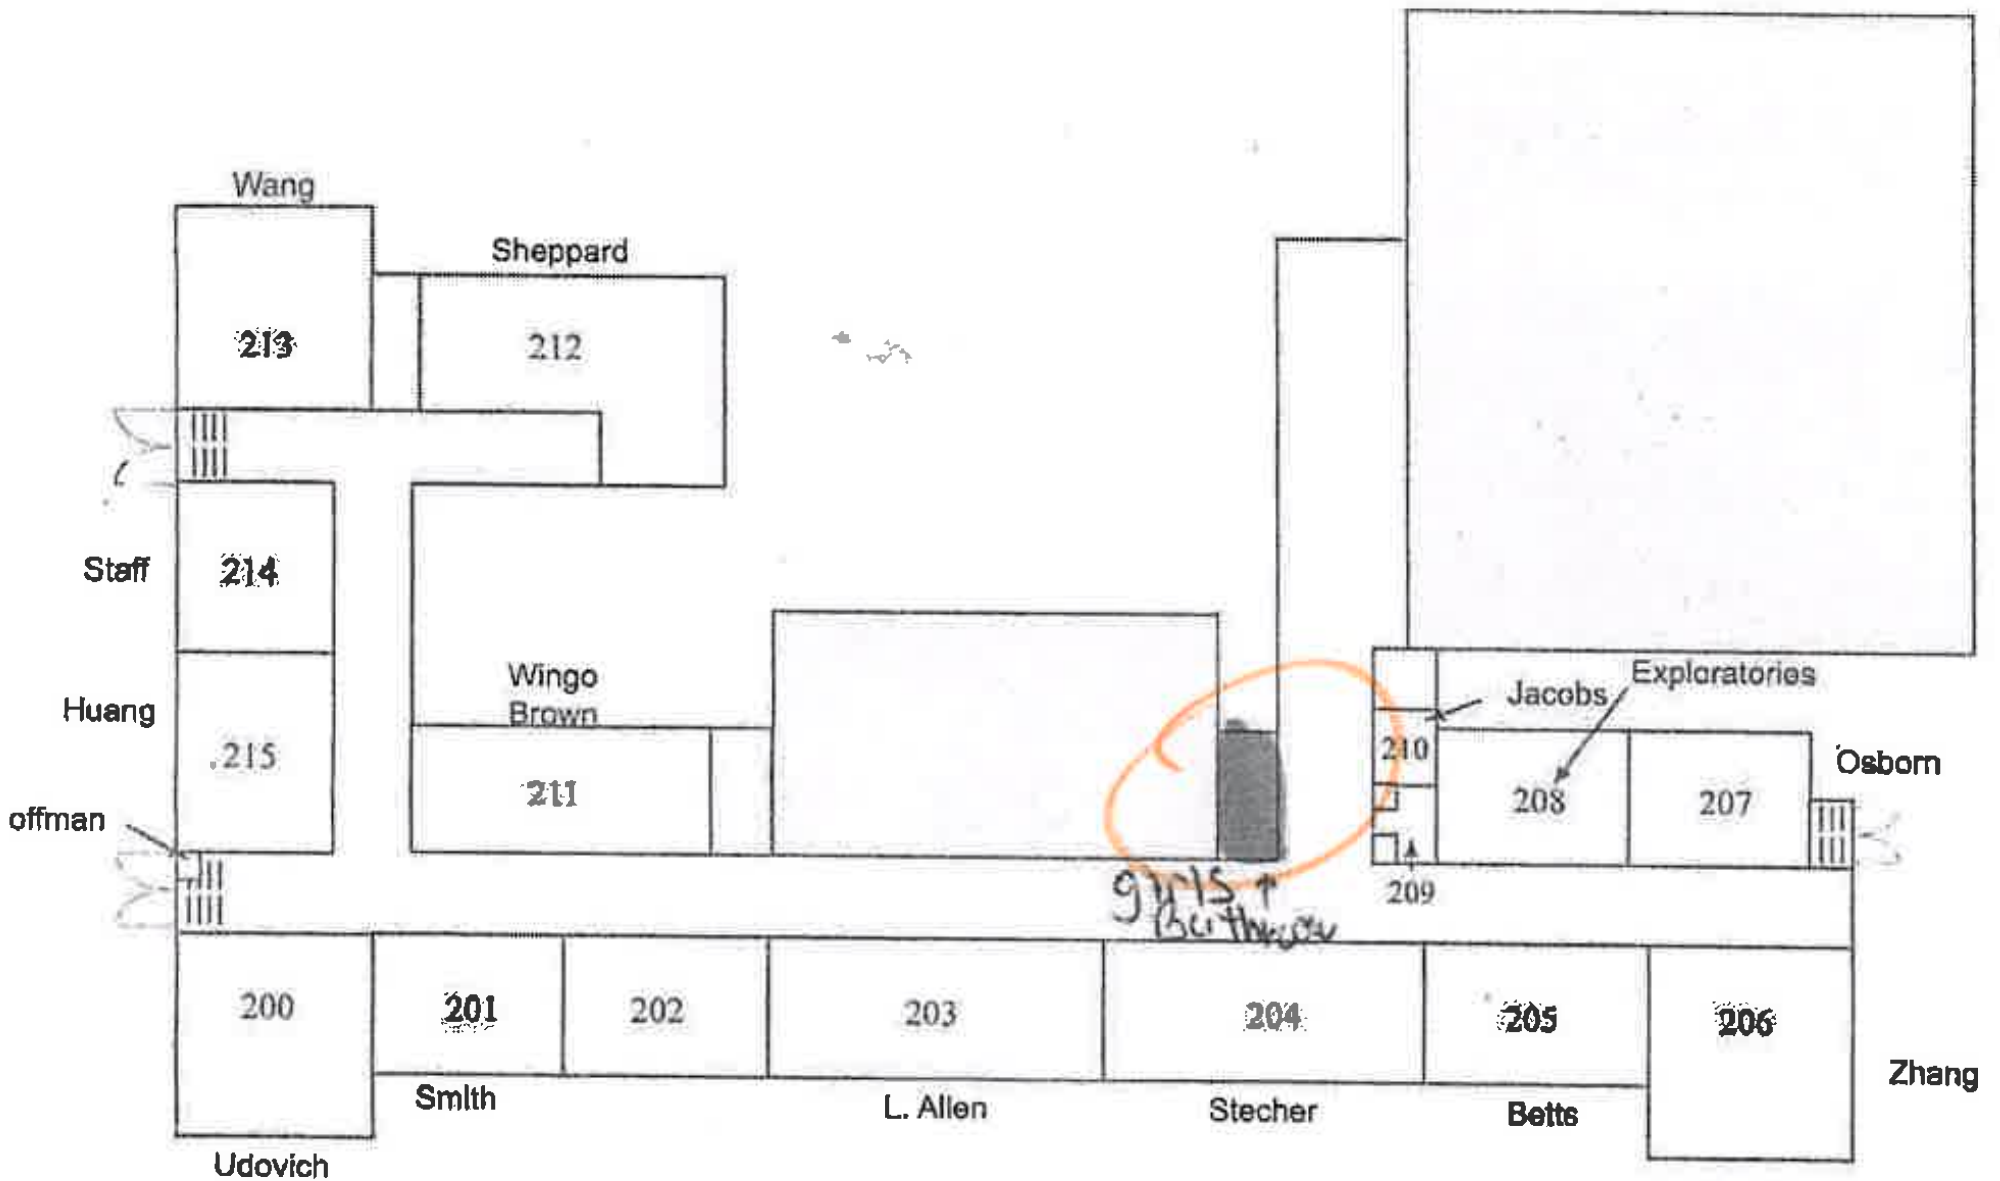 Wang
Sheppard
213
212
Staff
214
Wingo
Brown
Exploratories
Jacobs
Huang
215
210
Osborn
211
208
207
offman
209
girls
Bathroom
200
201
202
203
204
205
206
Smith
L. Allen
Stecher
Betts
Zhang
Udovich